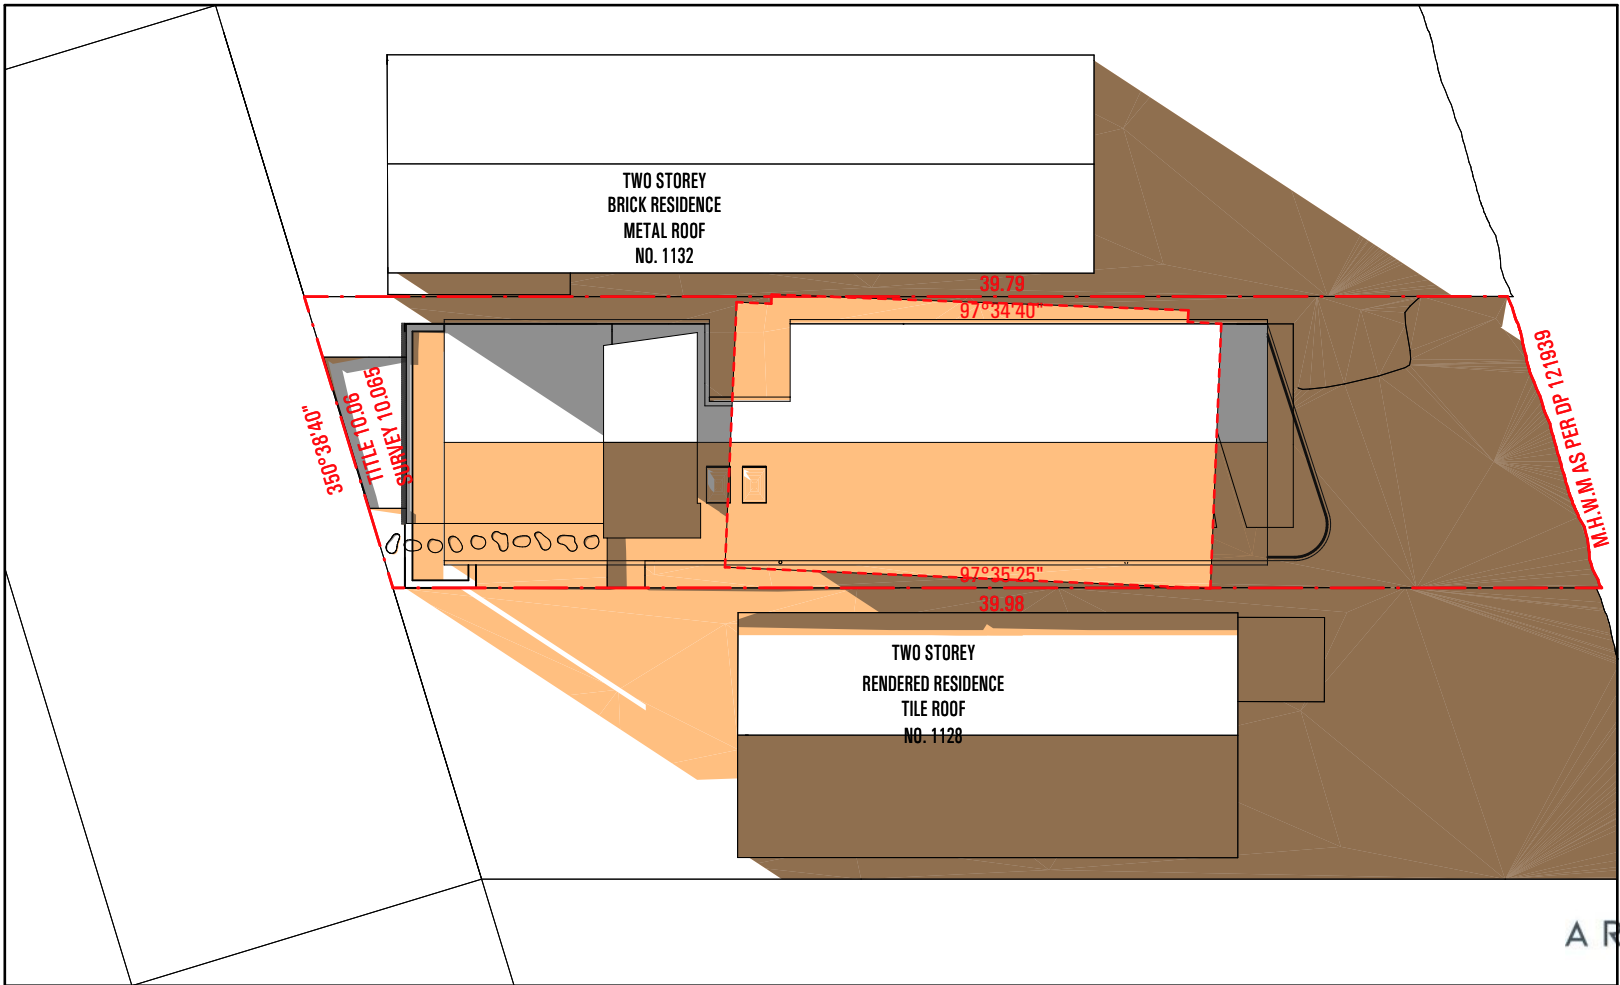 TWO STOREY
BRICK RESIDENCE
METAL ROOF
NO. 1132
39.79
97°34'40"
350°38'40"
TITLE 10.06
SURVEY 10.065
M.H.W.M AS PER DP 121939
97°35'25"
39.98
TWO STOREY
RENDERED RESIDENCE
TILE ROOF
NO. 1128
A R